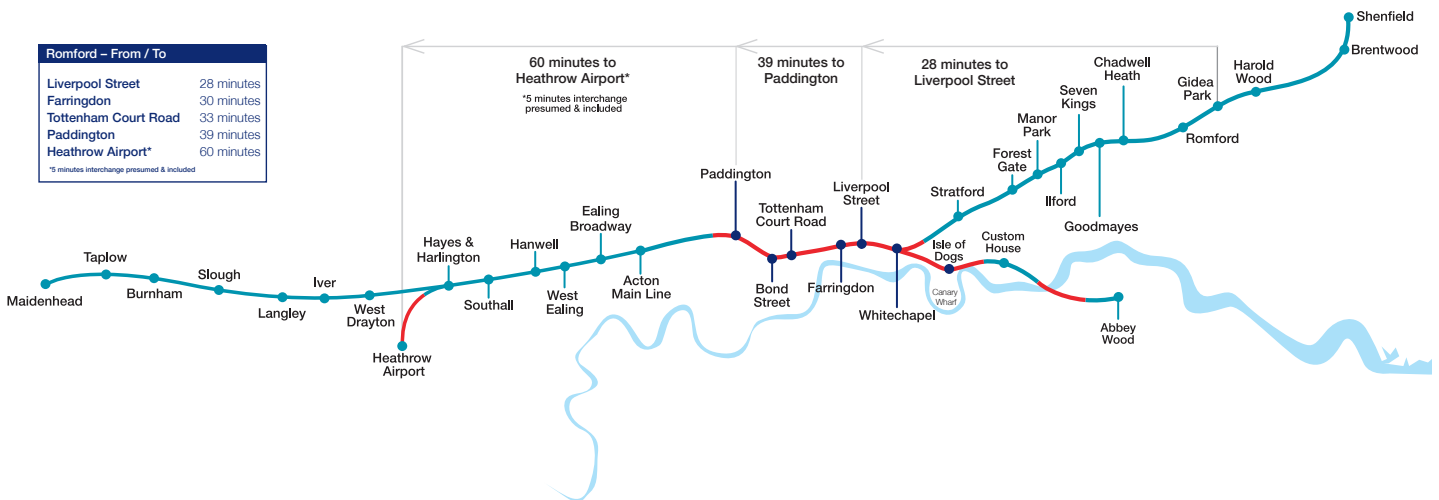 Romford – From / To
Liverpool Street 28 minutes
Farringdon 30 minutes
Tottenham Court Road 33 minutes
Paddington 39 minutes
Heathrow Airport* 60 minutes
*5 minutes interchange presumed & included
60 minutes to
Heathrow Airport*
*5 minutes interchange
presumed & included
39 minutes to
Paddington
28 minutes to
Liverpool Street
Maidenhead
Taplow
Burnham
Slough
Langley
Iver
West
Drayton
Heathrow
Airport
Hayes &
Harlington
Southall
Hanwell
West
Ealing
Ealing
Broadway
Acton
Main Line
Paddington
Bond
Street
Tottenham
Court Road
Farringdon
Liverpool
Street
Whitechapel
Stratford
Forest
Gate
Manor
Park
Ilford
Seven
Kings
Goodmayes
Chadwell
Heath
Romford
Gidea
Park
Harold
Wood
Brentwood
Shenfield
Isle of
Dogs
Canary
Wharf
Custom
House
Abbey
Wood